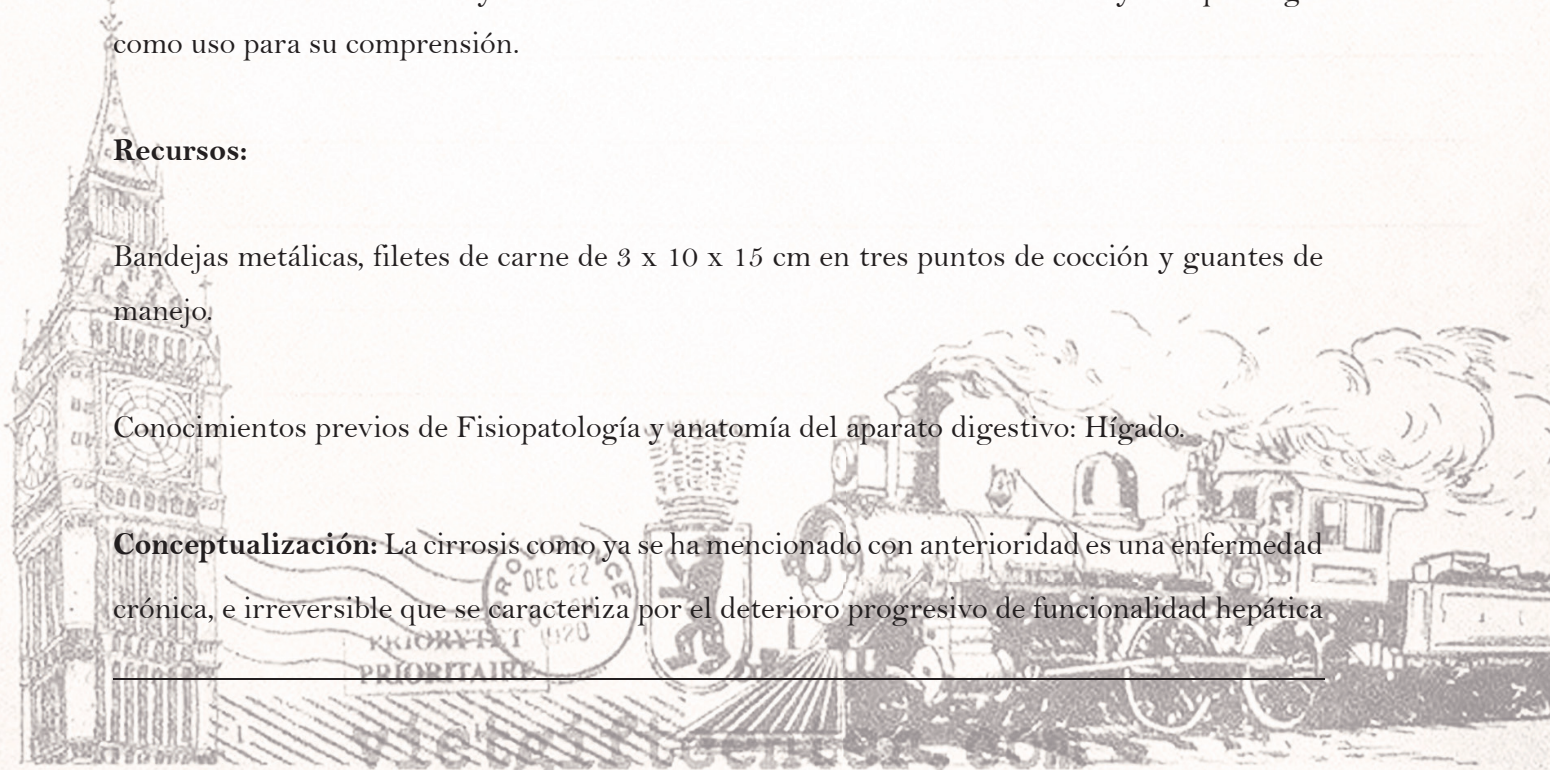 como uso para su comprensión.
Recursos:
Bandejas metálicas, filetes de carne de 3 x 10 x 15 cm en tres puntos de cocción y guantes de
manejo.
Conocimientos previos de Fisiopatología y anatomía del aparato digestivo: Hígado.
Conceptualización: La cirrosis como ya se ha mencionado con anterioridad es una enfermedad
crónica, e irreversible que se caracteriza por el deterioro progresivo de funcionalidad hepática
DEC 22
PRIORITAIRE